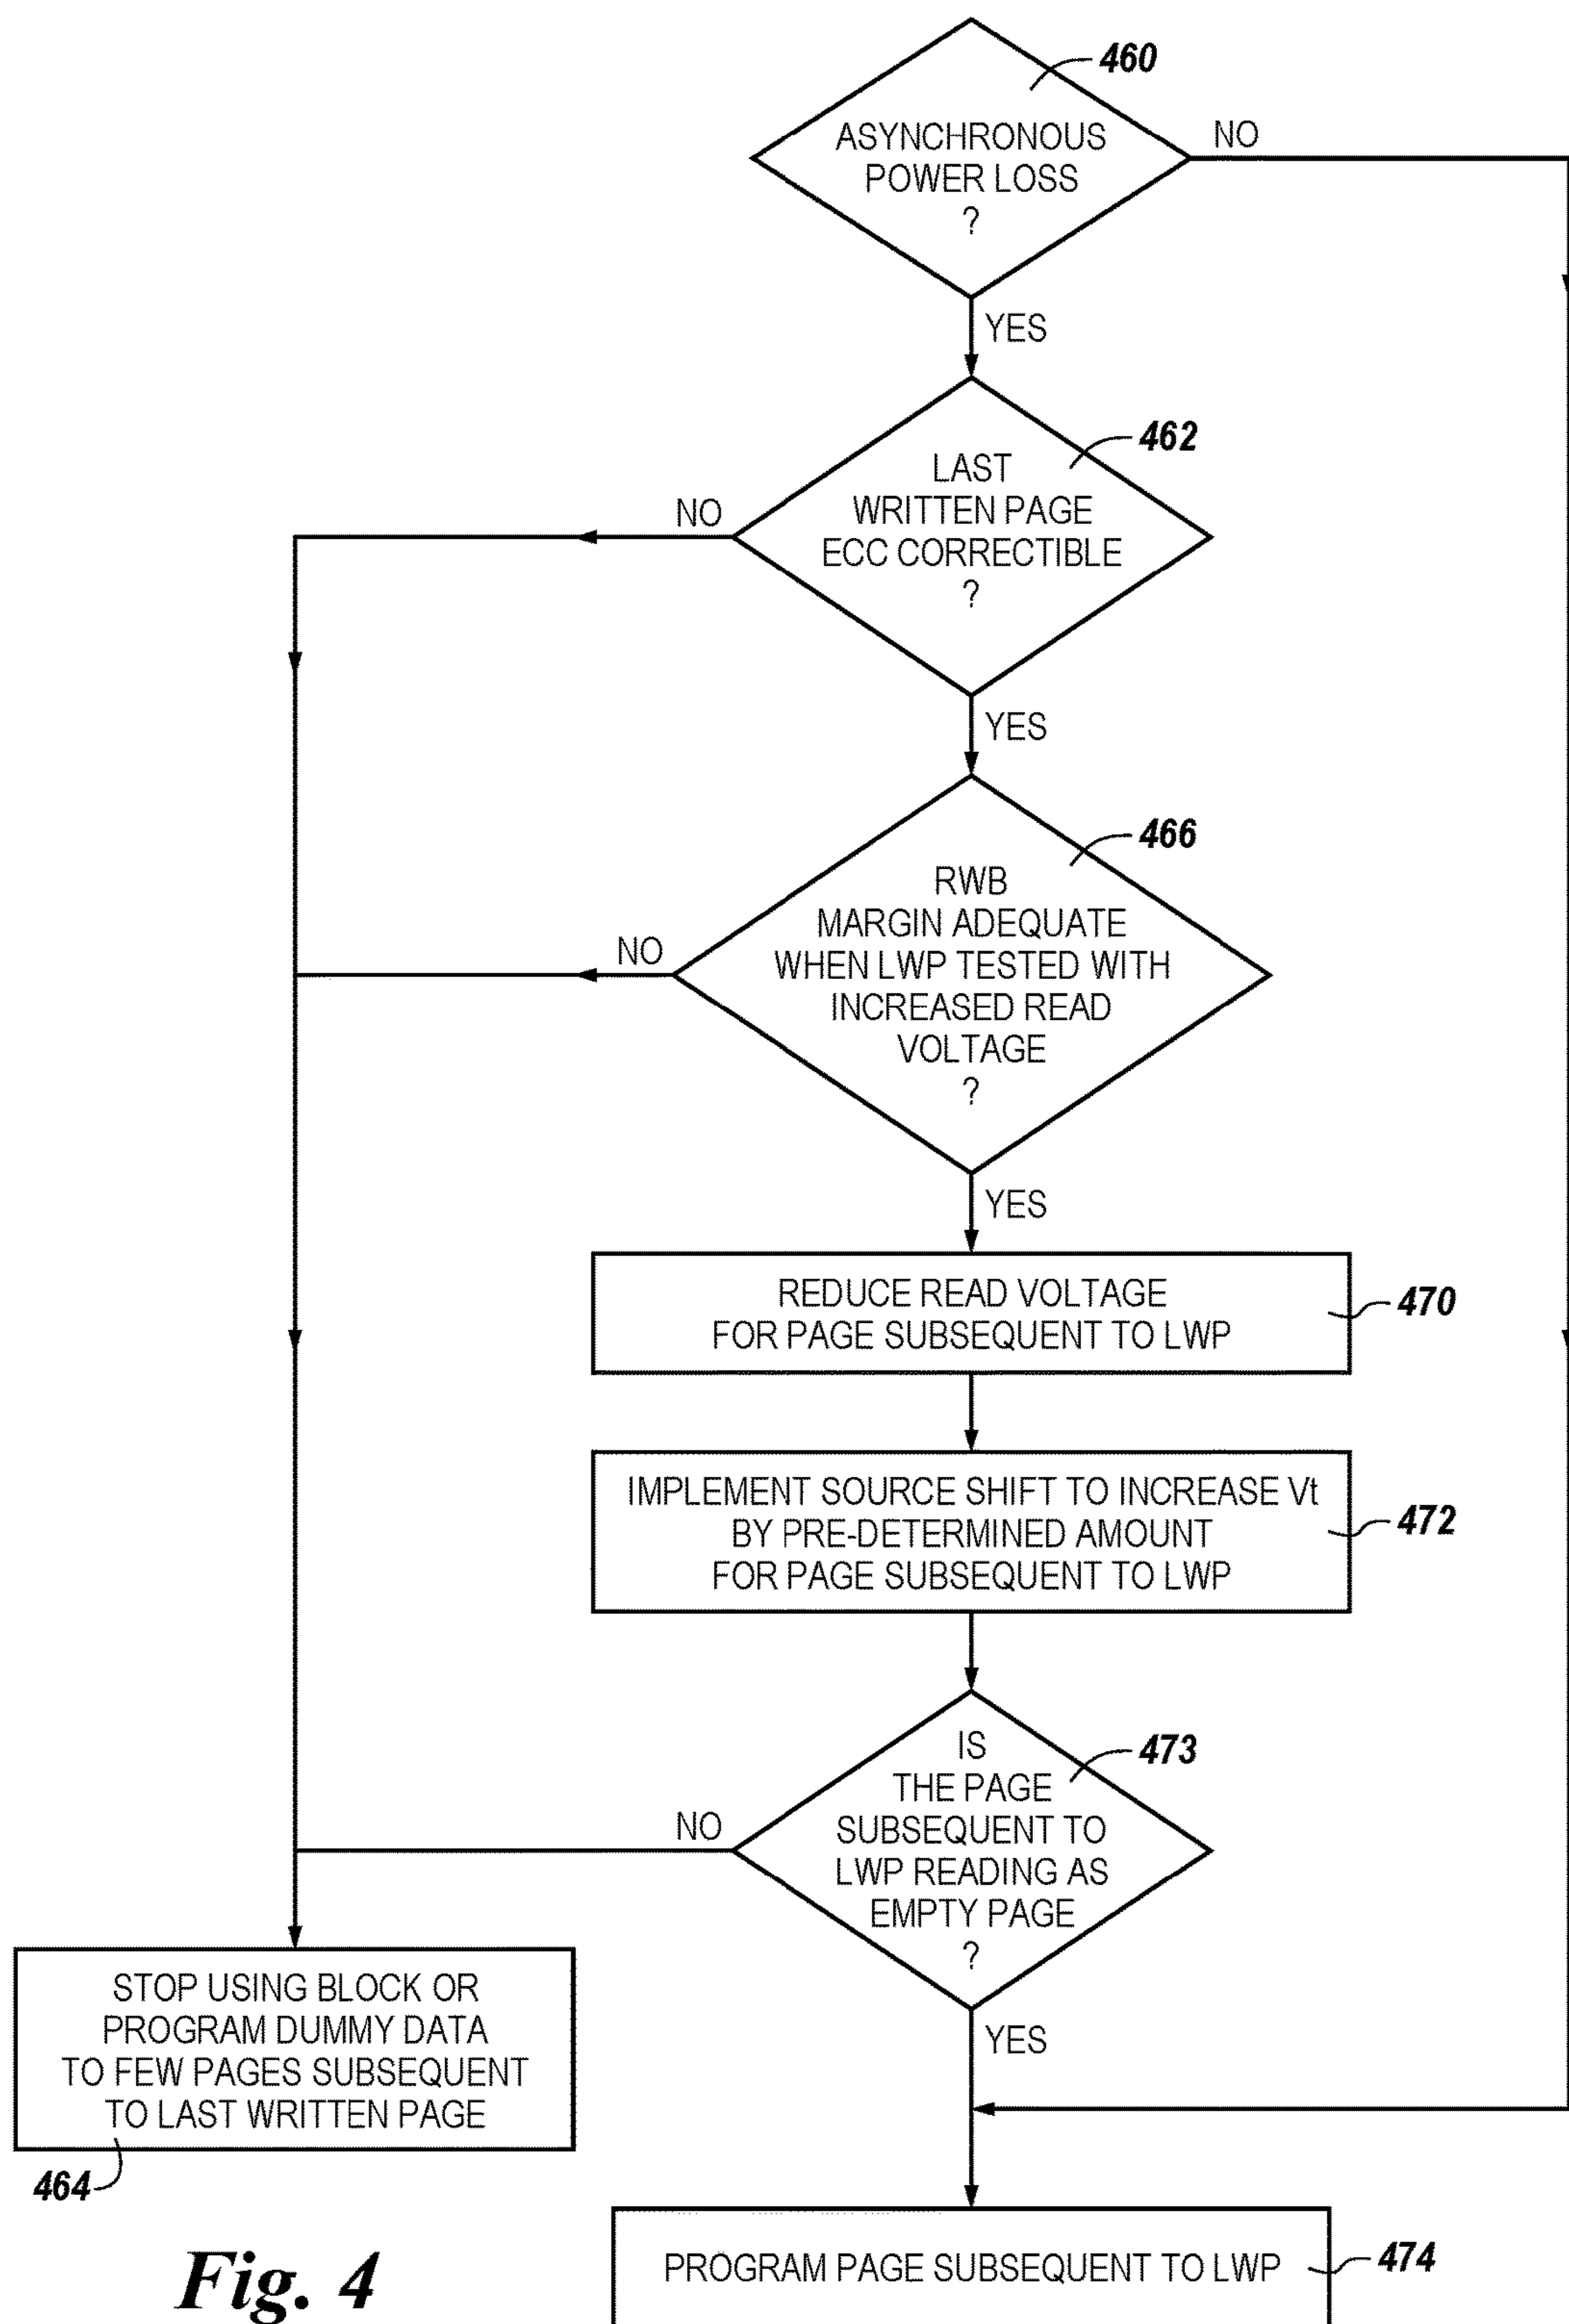 460
ASYNCHRONOUS
POWER LOSS
?
NO
YES
462
LAST
WRITTEN PAGE
ECC CORRECTIBLE
?
NO
YES
466
RWB
MARGIN ADEQUATE
WHEN LWP TESTED WITH
INCREASED READ
VOLTAGE
?
NO
YES
REDUCE READ VOLTAGE
FOR PAGE SUBSEQUENT TO LWP
470
IMPLEMENT SOURCE SHIFT TO INCREASE Vt
BY PRE-DETERMINED AMOUNT
FOR PAGE SUBSEQUENT TO LWP
472
IS
THE PAGE
SUBSEQUENT TO
LWP READING AS
EMPTY PAGE
?
473
NO
YES
STOP USING BLOCK OR
PROGRAM DUMMY DATA
TO FEW PAGES SUBSEQUENT
TO LAST WRITTEN PAGE
464
PROGRAM PAGE SUBSEQUENT TO LWP
474
Fig. 4